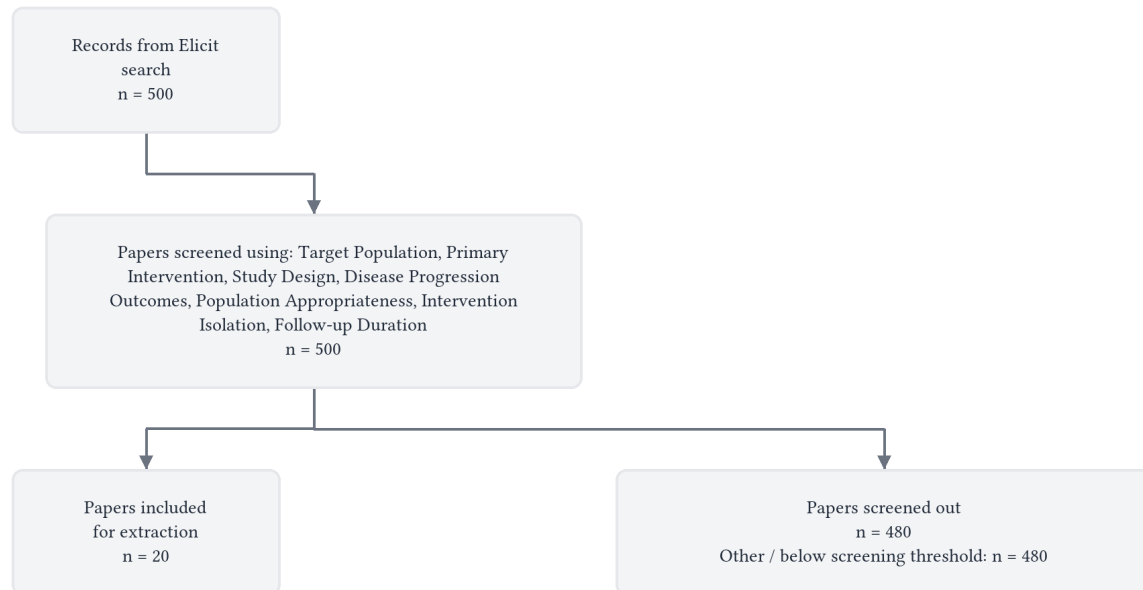 Records from Elicit
search
n = 500
Papers screened using: Target Population, Primary
Intervention, Study Design, Disease Progression
Outcomes, Population Appropriateness, Intervention
Isolation, Follow-up Duration
n = 500
Papers included
for extraction
n = 20
Papers screened out
n = 480
Other / below screening threshold: n = 480